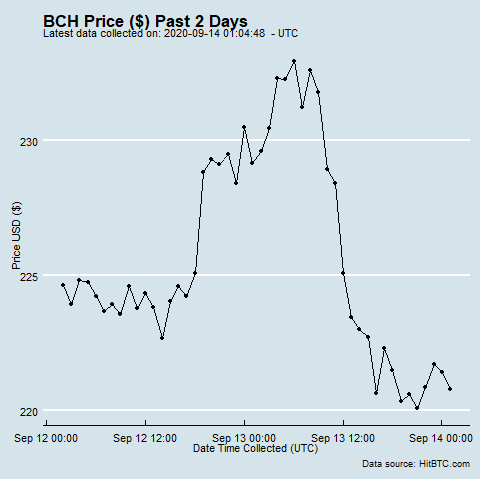 BCH Price ($) Past 2 Days
Latest data collected on: 2020-09-14 01:04:48 - UTC
Price USD ($)
230
225
220
Sep 12 00:00 Sep 12 12:00 Sep 13 00:00 Sep 13 12:00 Sep 14 00:00
Date Time Collected (UTC)
Data source: HitBTC.com